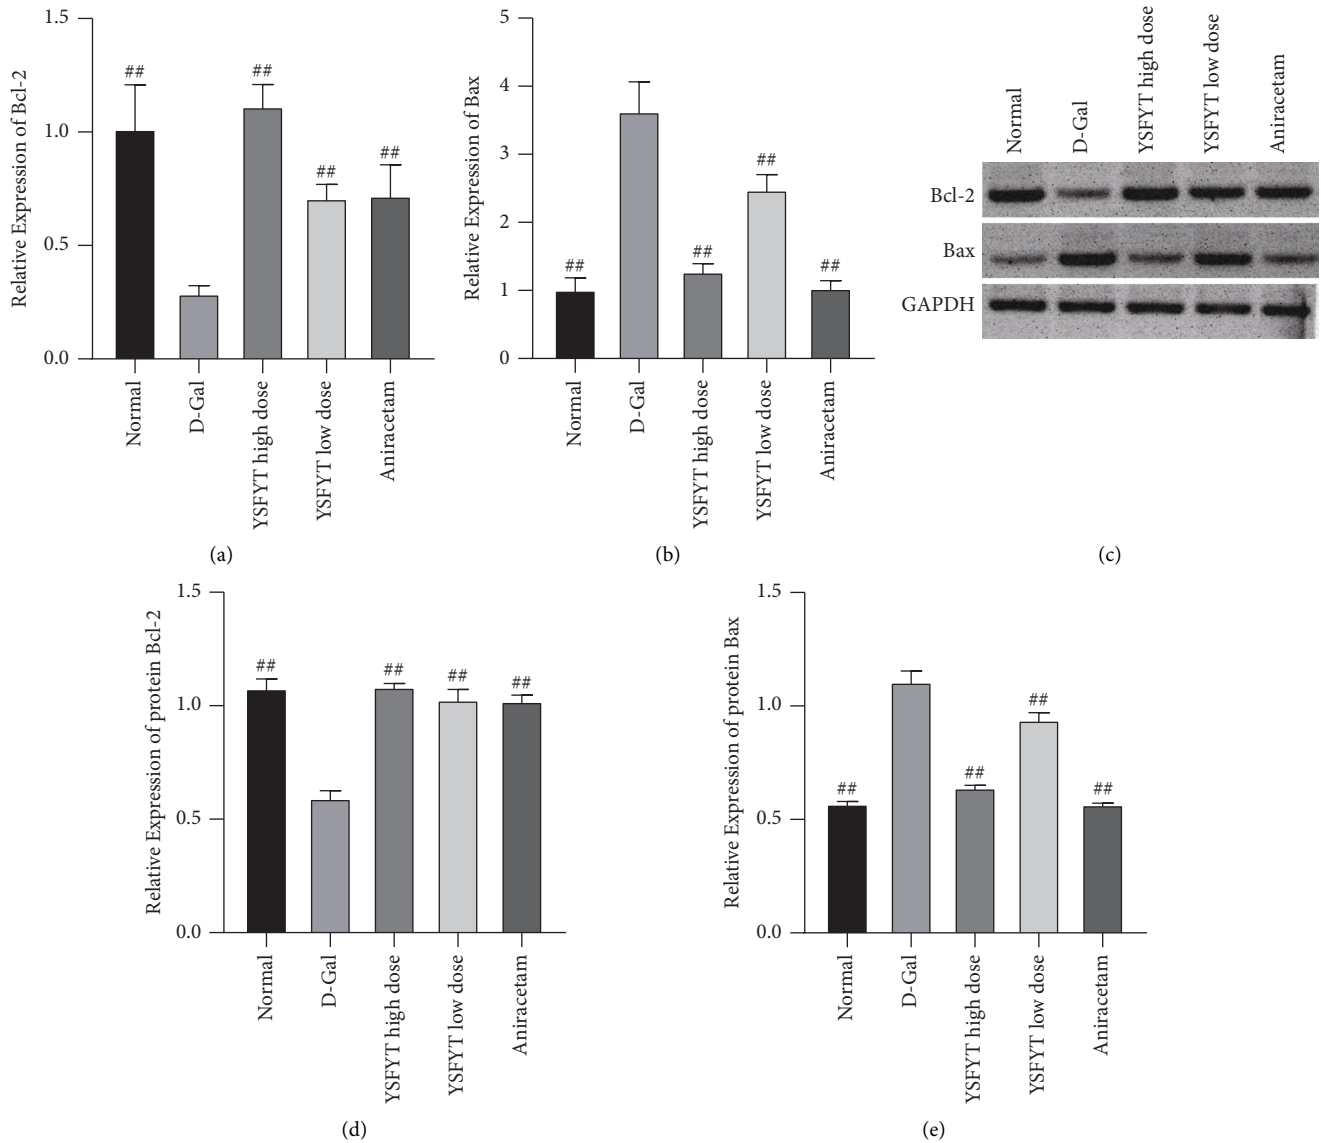 Relative Expression of Bcl-2
1.5
1.0
0.5
0.0
##
##
##
##
Normal
D-Gal
YSFYT high dose
YSFYT low dose
Aniracetam
(a)
Relative Expression of Bax
5
4
3
2
1
0
##
##
##
##
Normal
D-Gal
YSFYT high dose
YSFYT low dose
Aniracetam
(b)
Normal
D-Gal
YSFYT high dose
YSFYT low dose
Aniracetam
Bcl-2
Bax
GAPDH
(c)
Relative Expression of protein Bcl-2
1.5
1.0
0.5
0.0
##
##
##
##
Normal
D-Gal
YSFYT high dose
YSFYT low dose
Aniracetam
(d)
Relative Expression of protein Bax
1.5
1.0
0.5
0.0
##
##
##
##
Normal
D-Gal
YSFYT high dose
YSFYT low dose
Aniracetam
(e)